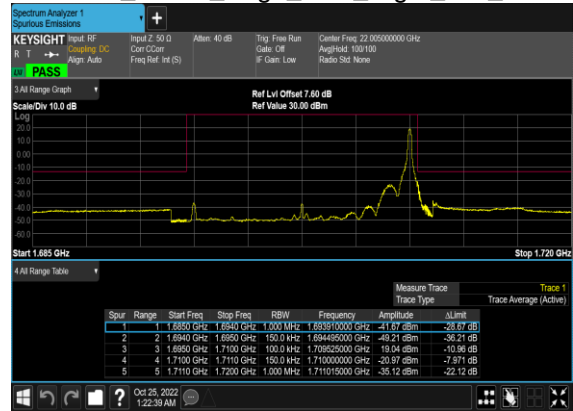 Spectrum Analyzer 1
Spurious Emissions
KEYSIGHT Input: RF Input Z: 50 Ω Atten: 40 dB Trig: Free Run Center Freq: 22.005000000 GHz
R T Coupling: DC Corr CCorr Gate: Off Avg|Hold: 100/100
Align: Auto Freq Ref: Int (S) IF Gain: Low Radio Std: None
LW PASS
3 All Range Graph
Ref Lvl Offset 7.60 dB
Scale/Div 10.0 dB Ref Value 30.00 dBm
Log
20.0
10.0
0.00
-10.0
-20.0
-30.0
-40.0
-50.0
-60.0
Start 1.685 GHz Stop 1.720 GHz
4 All Range Table
Measure Trace Trace 1
Trace Type Trace Average (Active)
Spur Range Start Freq Stop Freq RBW Frequency Amplitude ΔLimit
1 1 1.6850 GHz 1.6940 GHz 1.000 MHz 1.693910000 GHz -41.67 dBm -28.67 dB
2 2 1.6940 GHz 1.6950 GHz 150.0 kHz 1.694495000 GHz -49.21 dBm -36.21 dB
3 3 1.6950 GHz 1.7100 GHz 100.0 kHz 1.709525000 GHz 19.04 dBm -10.96 dB
4 4 1.7100 GHz 1.7110 GHz 150.0 kHz 1.710000000 GHz -20.97 dBm -7.971 dB
5 5 1.7110 GHz 1.7200 GHz 1.000 MHz 1.711015000 GHz -35.12 dBm -22.12 dB
? Oct 25, 2022
1:22:39 AM